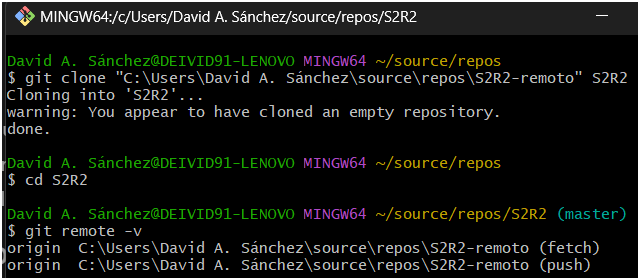 MINGW64:/c/Users/David A. Sánchez/source/repos/S2R2
David A. Sánchez@DEIVID91-LENOVO MINGW64 ~/source/repos
$ git clone "C:\Users\David A. Sánchez\source\repos\S2R2-remoto" S2R2
Cloning into 'S2R2'...
warning: You appear to have cloned an empty repository.
done.
David A. Sánchez@DEIVID91-LENOVO MINGW64 ~/source/repos
$ cd S2R2
David A. Sánchez@DEIVID91-LENOVO MINGW64 ~/source/repos/S2R2 (master)
$ git remote -v
origin  C:\Users\David A. Sánchez\source\repos\S2R2-remoto (fetch)
origin  C:\Users\David A. Sánchez\source\repos\S2R2-remoto (push)